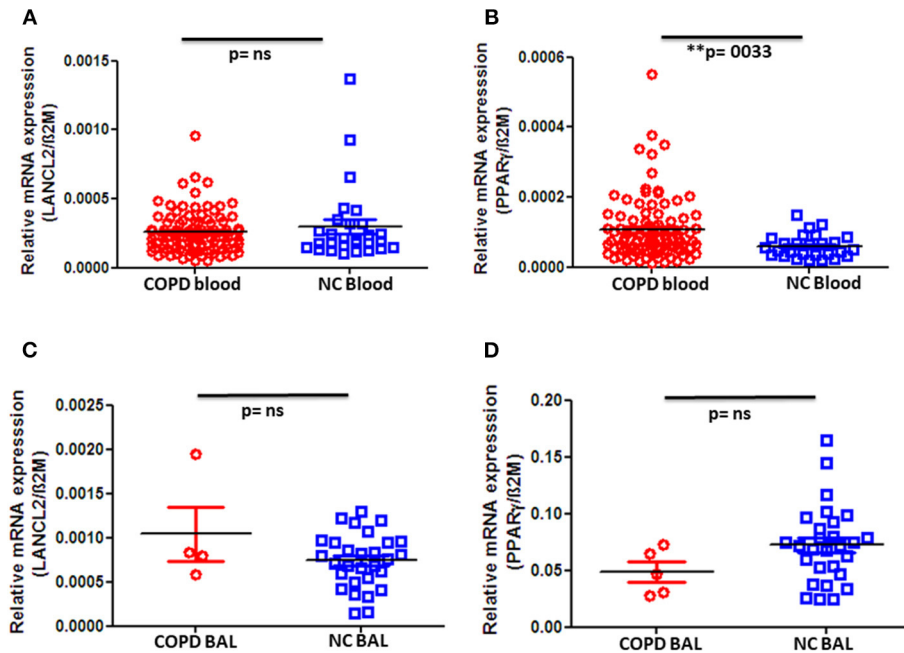 A
p= ns
Relative mRNA expresssion
(LANCL2/ß2M)
0.0015
0.0010
0.0005
0.0000
COPD blood
NC Blood
B
**p= 0033
Relative mRNA expresssion
(PPARγ/ß2M)
0.0006
0.0004
0.0002
0.0000
COPD blood
NC Blood
C
p= ns
Relative mRNA expresssion
(LANCL2/ß2M)
0.0025
0.0020
0.0015
0.0010
0.0005
0.0000
COPD BAL
NC BAL
D
p= ns
Relative mRNA expresssion
(PPARγ/ß2M)
0.20
0.15
0.10
0.05
0.00
COPD BAL
NC BAL